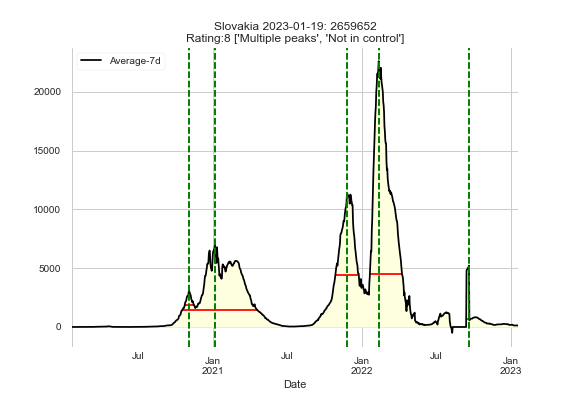 Slovakia 2023-01-19: 2659652
Rating:8 ['Multiple peaks', 'Not in control']
Average-7d
20000
15000
10000
5000
0
Jul
Jan
2021
Jul
Jan
2022
Jul
Jan
2023
Date